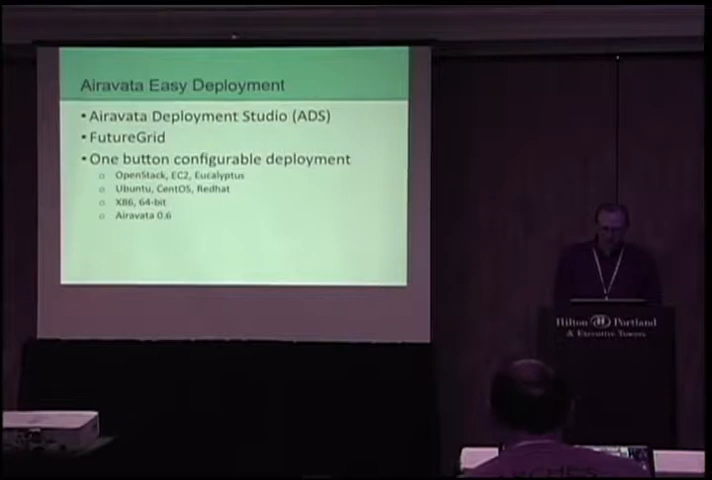 Airavata Easy Deployment
• Airavata Deployment Studio (ADS)
• FutureGrid
• One button configurable deployment
o OpenStack, EC2, Eucalyptus
o Ubuntu, CentOS, Redhat
o X86, 64-bit
o Airavata 0.6
Hilton Portland
& Executive Tower